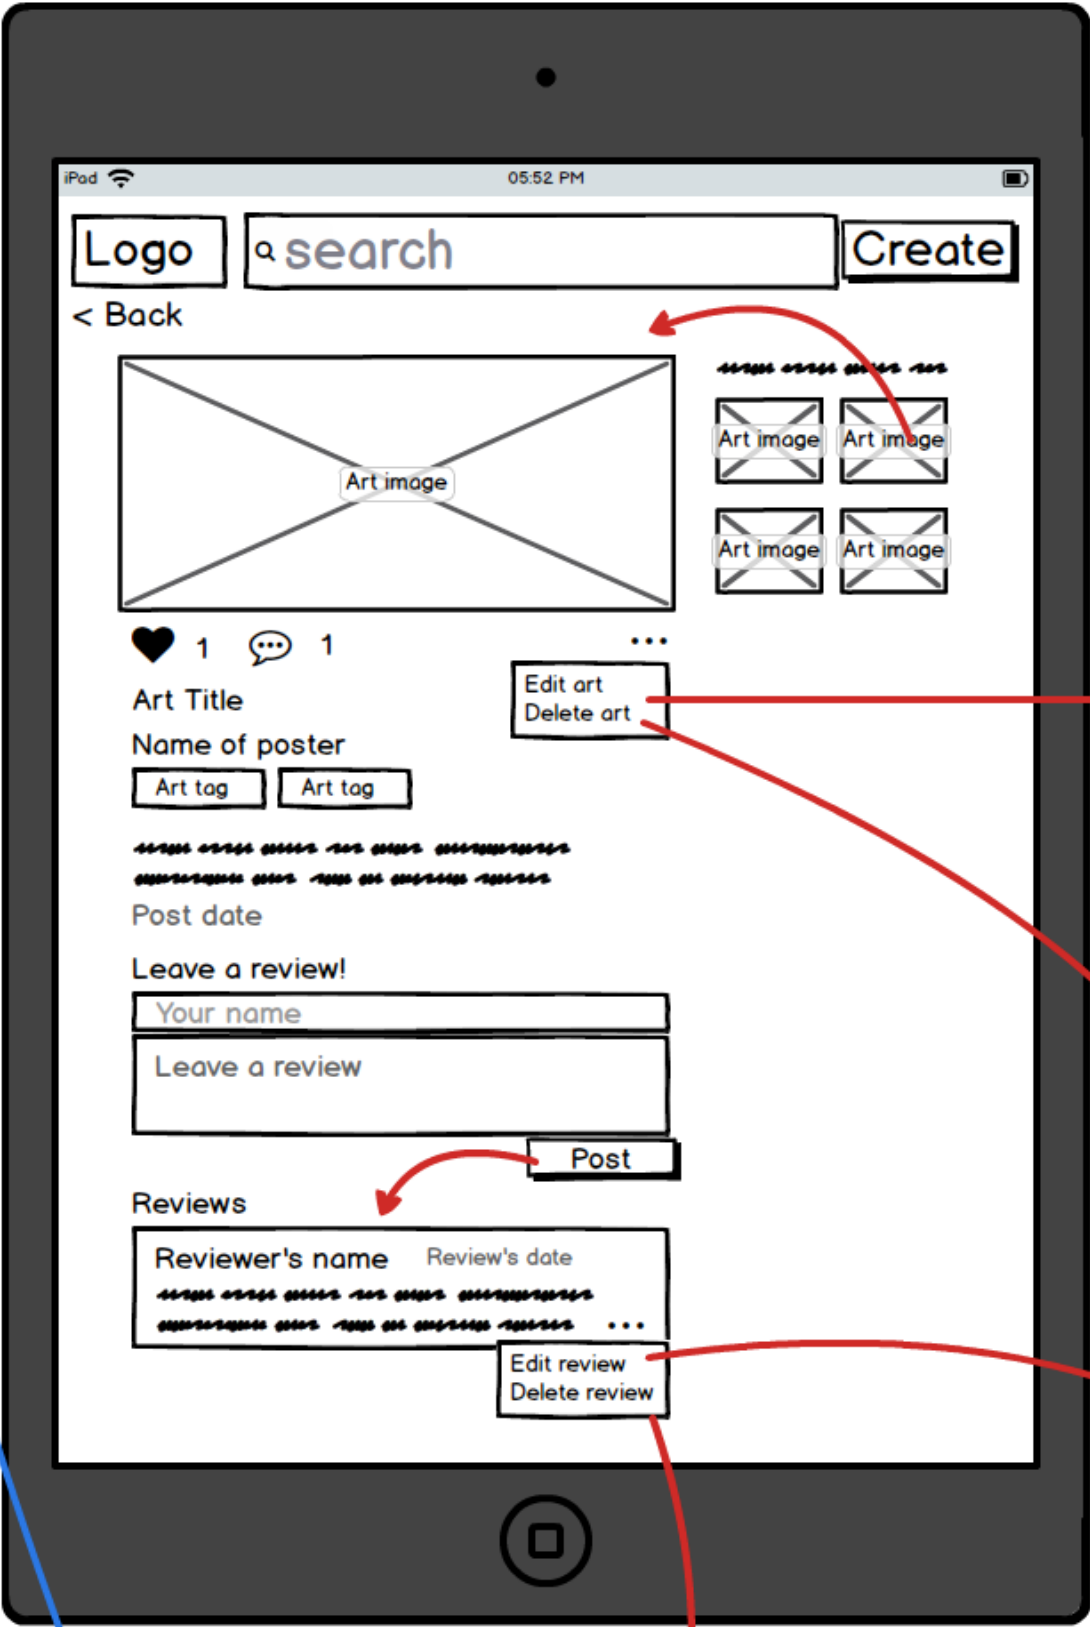 iPad 05:52 PM
Logo search Create
< Back
Art image
Art image Art image
Art image Art image
1 1 ...
Edit art
Delete art
Art Title
Name of poster
Art tag Art tag
Post date
Leave a review!
Your name
Leave a review
Post
Reviews
Reviewer's name Review's date
...
Edit review
Delete review